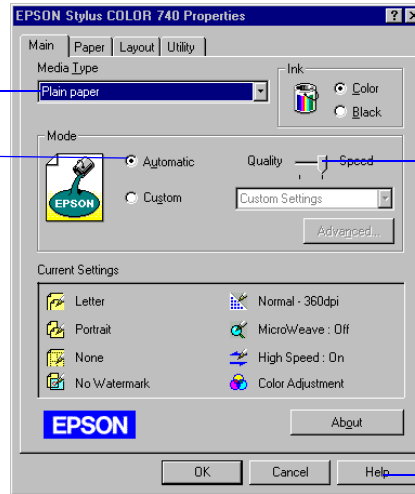 EPSON Stylus COLOR 740 Properties
Main Paper Layout Utility
Media Type
Plain paper
Ink
Color
Black
Mode
EPSON
Automatic
Custom
Quality Speed
Custom Settings
Advanced...
Current Settings
Letter
Portrait
None
No Watermark
Normal - 360dpi
MicroWeave : Off
High Speed : On
Color Adjustment
EPSON
About
OK Cancel Help